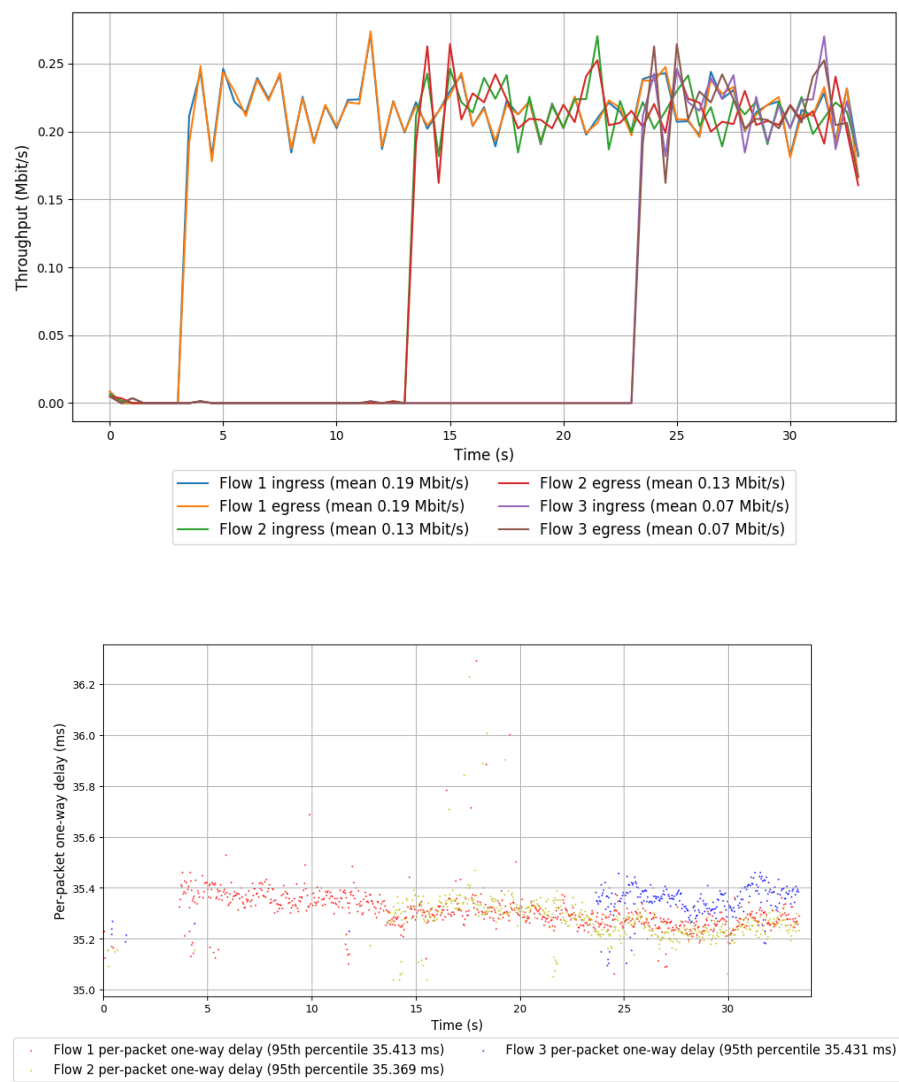 0.25
0.20
0.15
0.10
0.05
0.00
Throughput (Mbit/s)
0 5 10 15 20 25 30
Time (s)
Flow 1 ingress (mean 0.19 Mbit/s)
Flow 1 egress (mean 0.19 Mbit/s)
Flow 2 ingress (mean 0.13 Mbit/s)
Flow 2 egress (mean 0.13 Mbit/s)
Flow 3 ingress (mean 0.07 Mbit/s)
Flow 3 egress (mean 0.07 Mbit/s)
36.2
36.0
35.8
35.6
35.4
35.2
35.0
Per-packet one-way delay (ms)
0 5 10 15 20 25 30
Time (s)
Flow 1 per-packet one-way delay (95th percentile 35.413 ms)
Flow 2 per-packet one-way delay (95th percentile 35.369 ms)
Flow 3 per-packet one-way delay (95th percentile 35.431 ms)